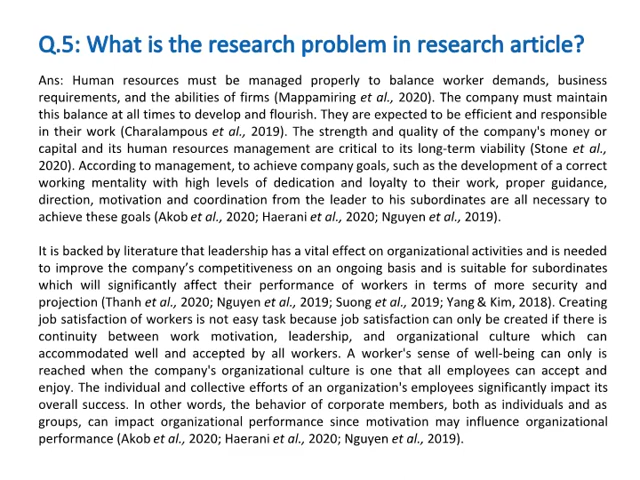 Q.5: What is the research problem in research article?
Ans: Human resources must be managed properly to balance worker demands, business
requirements, and the abilities of firms (Mappamiring et al., 2020). The company must maintain
this balance at all times to develop and flourish. They are expected to be efficient and responsible
in their work (Charalampous et al., 2019). The strength and quality of the company's money or
capital and its human resources management are critical to its long-term viability (Stone et al.,
2020). According to management, to achieve company goals, such as the development of a correct
working mentality with high levels of dedication and loyalty to their work, proper guidance,
direction, motivation and coordination from the leader to his subordinates are all necessary to
achieve these goals (Akob et al., 2020; Haerani et al., 2020; Nguyen et al., 2019).
It is backed by literature that leadership has a vital effect on organizational activities and is needed
to improve the company’s competitiveness on an ongoing basis and is suitable for subordinates
which will significantly affect their performance of workers in terms of more security and
projection (Thanh et al., 2020; Nguyen et al., 2019; Suong et al., 2019; Yang & Kim, 2018). Creating
job satisfaction of workers is not easy task because job satisfaction can only be created if there is
continuity between work motivation, leadership, and organizational culture which can
accommodated well and accepted by all workers. A worker's sense of well-being can only is
reached when the company's organizational culture is one that all employees can accept and
enjoy. The individual and collective efforts of an organization's employees significantly impact its
overall success. In other words, the behavior of corporate members, both as individuals and as
groups, can impact organizational performance since motivation may influence organizational
performance (Akob et al., 2020; Haerani et al., 2020; Nguyen et al., 2019).